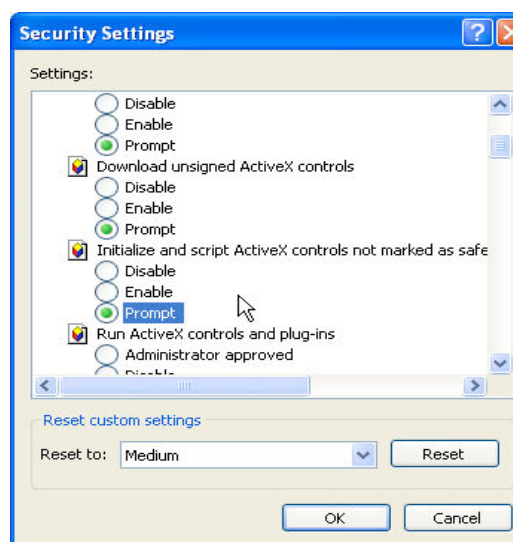 Security Settings
Settings:
Disable
Enable
Prompt
Download unsigned ActiveX controls
Disable
Enable
Prompt
Initialize and script ActiveX controls not marked as safe
Disable
Enable
Prompt
Run ActiveX controls and plug-ins
Administrator approved
Disable
Reset custom settings
Reset to: Medium Reset
OK Cancel